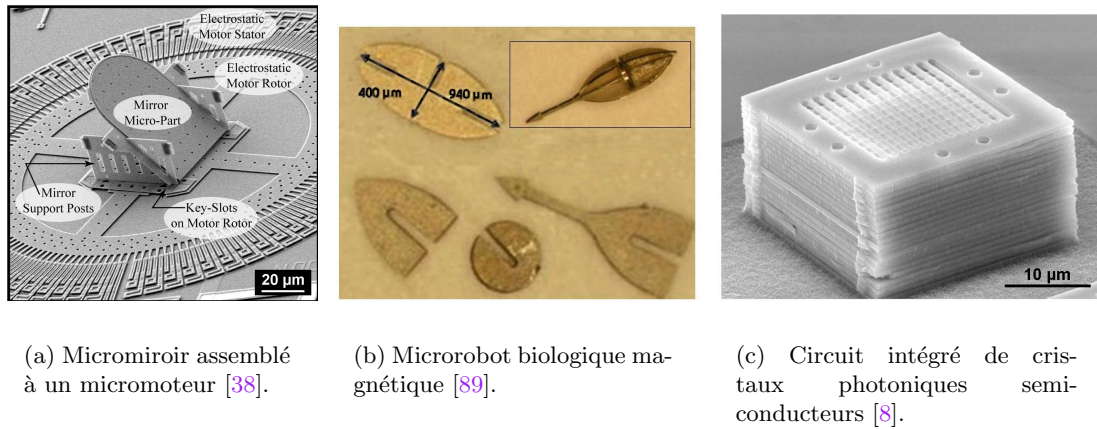 Electrostatic
Motor Stator
Electrostatic
Motor Rotor
Mirror
Micro-Part
Mirror
Support Posts
Key-Slots
on Motor Rotor
20 µm
400 µm
940 µm
10 µm
(a) Micromiroir assemblé
à un micromoteur [38].
(b) Microrobot biologique ma-
gnétique [89].
(c) Circuit intégré de cris-
taux photoniques semi-
conducteurs [8].